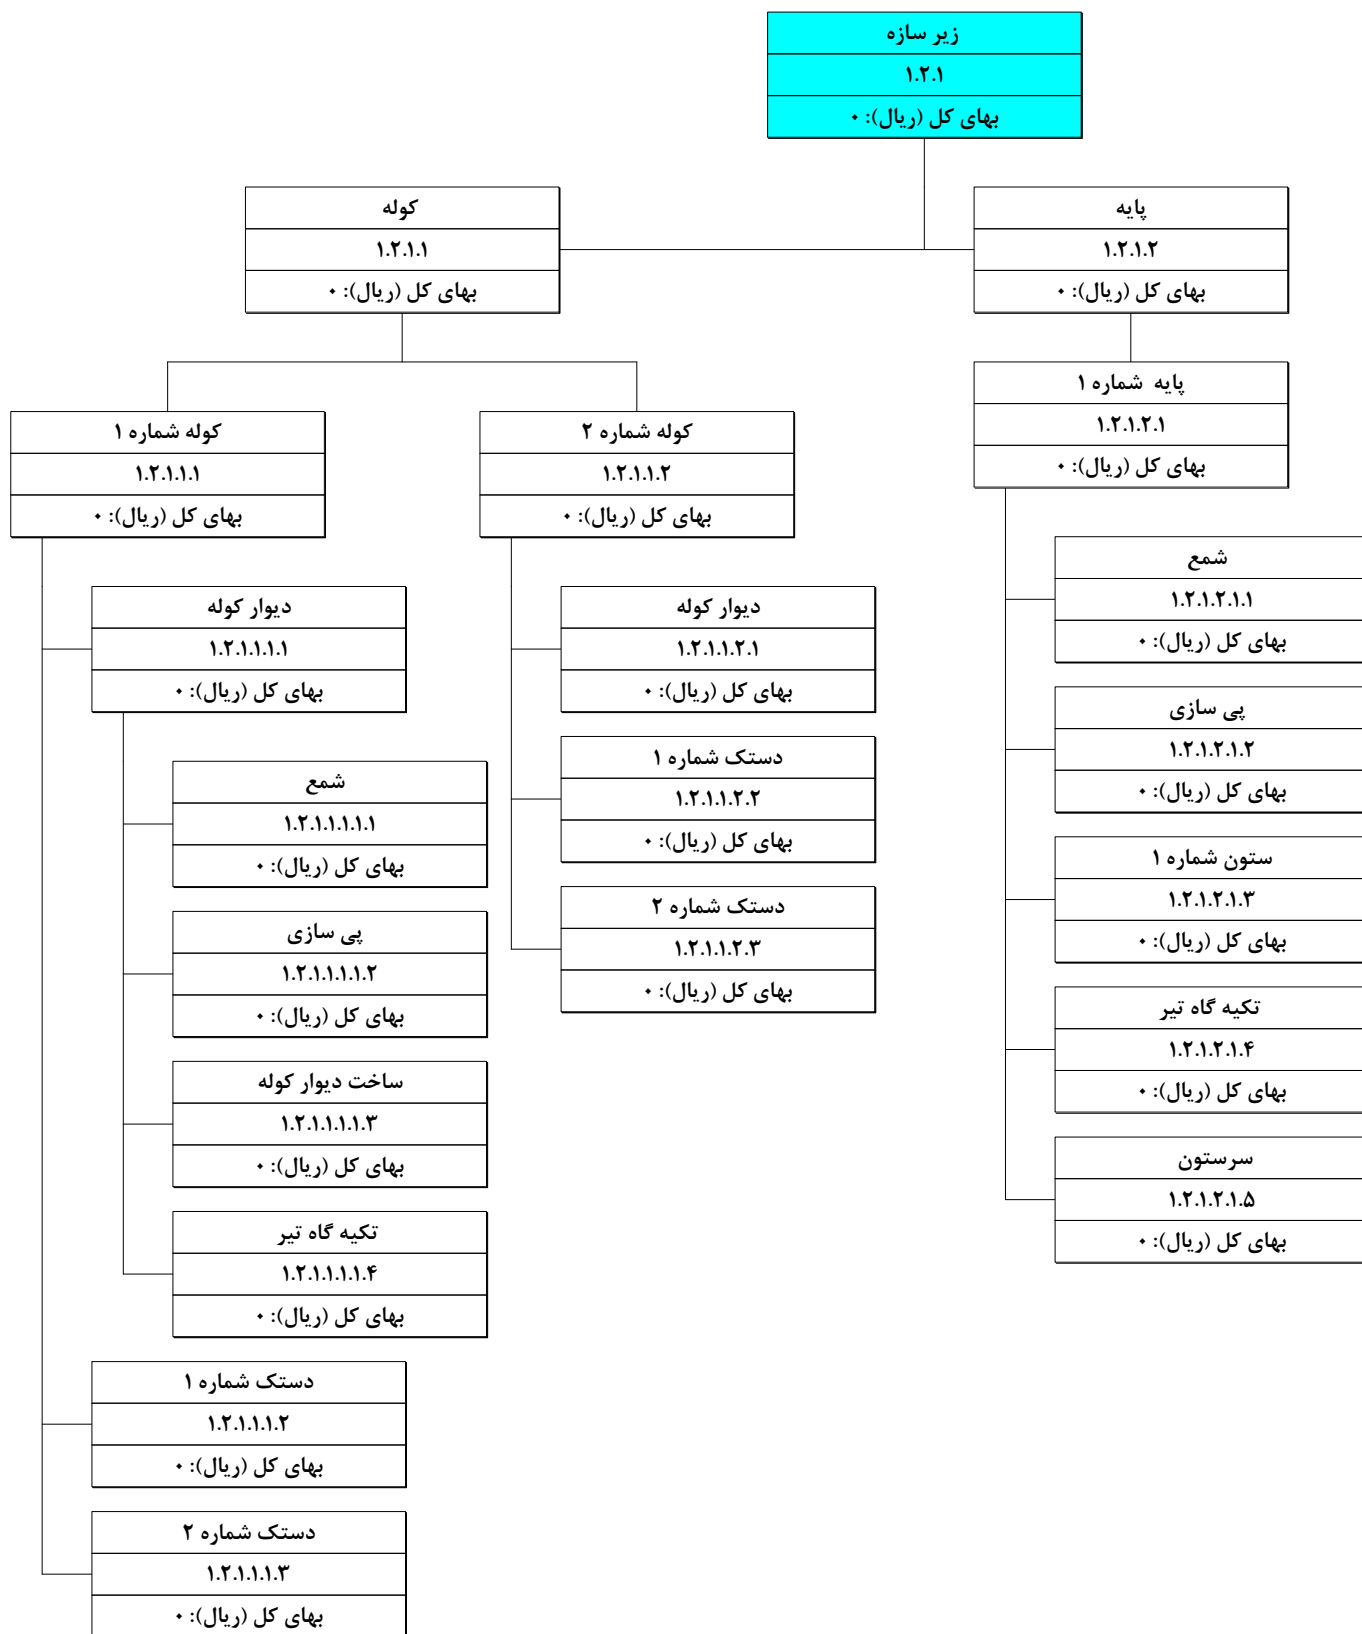 زیر سازه
۱.۲.۱
بهای کل (ریال): ۰
کوله
۱.۲.۱.۱
بهای کل (ریال): ۰
پایه
۱.۲.۱.۲
بهای کل (ریال): ۰
کوله شماره ۱
۱.۲.۱.۱.۱
بهای کل (ریال): ۰
دیوار کوله
۱.۲.۱.۱.۱.۱
بهای کل (ریال): ۰
شمع
۱.۲.۱.۱.۱.۱.۱
بهای کل (ریال): ۰
پی سازی
۱.۲.۱.۱.۱.۱.۲
بهای کل (ریال): ۰
ساخت دیوار کوله
۱.۲.۱.۱.۱.۱.۳
بهای کل (ریال): ۰
تکیه گاه تیر
۱.۲.۱.۱.۱.۱.۴
بهای کل (ریال): ۰
دستک شماره ۱
۱.۲.۱.۱.۱.۲
بهای کل (ریال): ۰
دستک شماره ۲
۱.۲.۱.۱.۱.۳
بهای کل (ریال): ۰
کوله شماره ۲
۱.۲.۱.۱.۲
بهای کل (ریال): ۰
دیوار کوله
۱.۲.۱.۱.۲.۱
بهای کل (ریال): ۰
دستک شماره ۱
۱.۲.۱.۱.۲.۲
بهای کل (ریال): ۰
دستک شماره ۲
۱.۲.۱.۱.۲.۳
بهای کل (ریال): ۰
پایه شماره ۱
۱.۲.۱.۲.۱
بهای کل (ریال): ۰
شمع
۱.۲.۱.۲.۱.۱
بهای کل (ریال): ۰
پی سازی
۱.۲.۱.۲.۱.۲
بهای کل (ریال): ۰
ستون شماره ۱
۱.۲.۱.۲.۱.۳
بهای کل (ریال): ۰
تکیه گاه تیر
۱.۲.۱.۲.۱.۴
بهای کل (ریال): ۰
سرستون
۱.۲.۱.۲.۱.۵
بهای کل (ریال): ۰